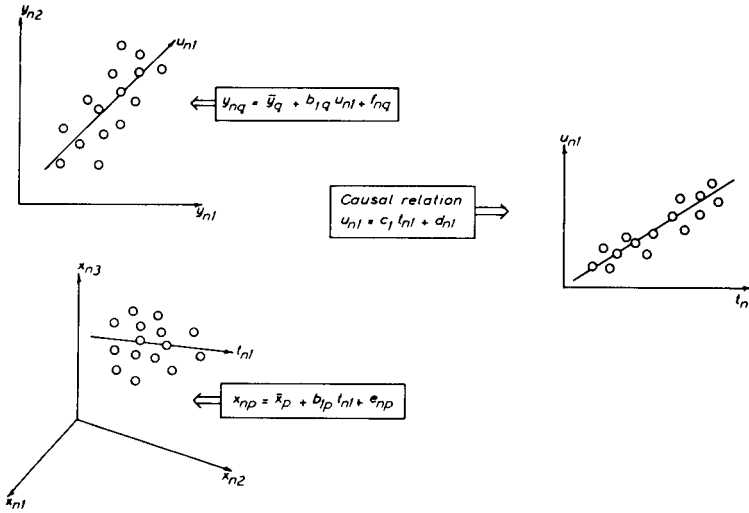 y_{n2}
u_{n1}
y_{nq} = ȳ_q + b_{1q} u_{n1} + f_{nq}
y_{n1}
u_{n1}
Causal relation
u_{n1} = c_1 t_{n1} + d_{n1}
t_n
x_{n3}
t_{n1}
x_{np} = x̄_p + b_{1p} t_{n1} + e_{np}
x_{n2}
x_{n1}